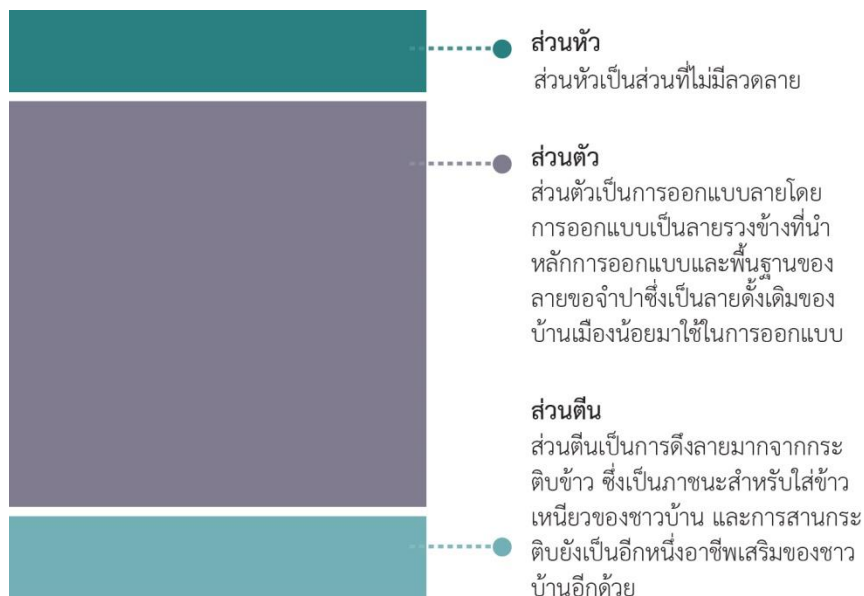 ส่วนหัว
ส่วนหัวเป็นส่วนที่ไม่มีลวดลาย
ส่วนตัว
ส่วนตัวเป็นการออกแบบลายโดย
การออกแบบเป็นลายรวงข้างที่นำ
หลักการออกแบบและพื้นฐานของ
ลายขอจำปาซึ่งเป็นลายดั้งเดิมของ
บ้านเมืองน้อยมาใช้ในการออกแบบ
ส่วนตีน
ส่วนตีนเป็นการดึงลายมากจากกระ
ติบข้าว ซึ่งเป็นภาชนะสำหรับใส่ข้าว
เหนียวของชาวบ้าน และการสานกระ
ติบยังเป็นอีกหนึ่งอาชีพเสริมของชาว
บ้านอีกด้วย